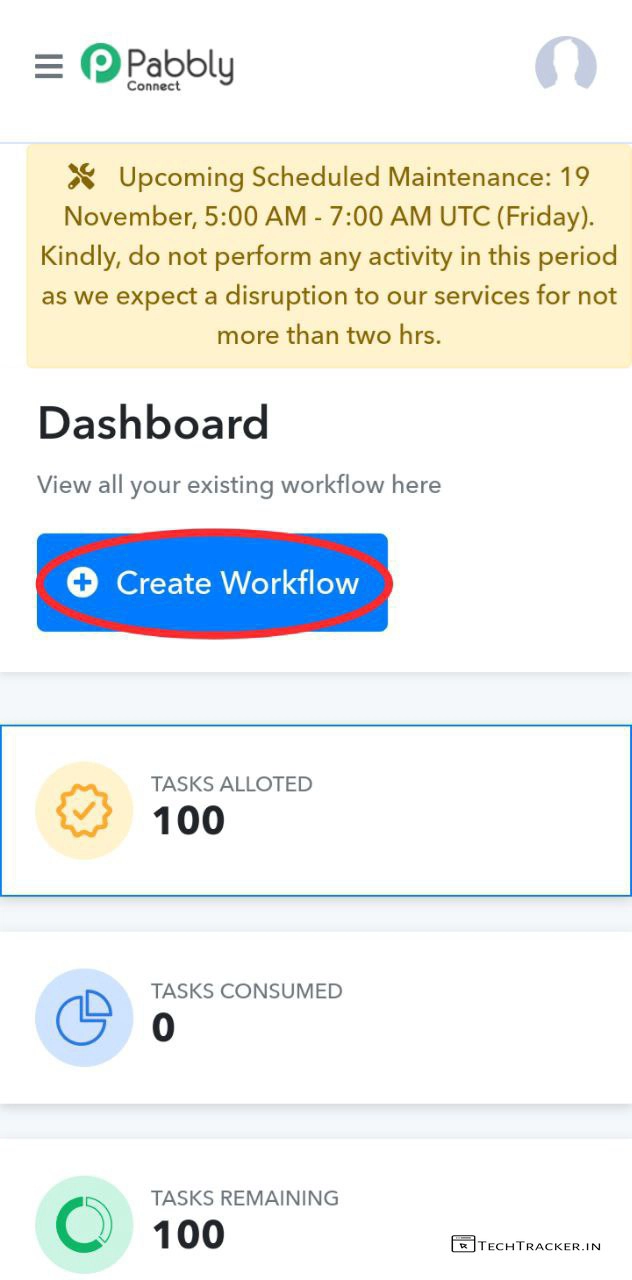 Pabbly
Connect
Upcoming Scheduled Maintenance: 19
November, 5:00 AM - 7:00 AM UTC (Friday).
Kindly, do not perform any activity in this period
as we expect a disruption to our services for not
more than two hrs.
Dashboard
View all your existing workflow here
Create Workflow
TASKS ALLOTED
100
TASKS CONSUMED
0
TASKS REMAINING
100
TECHTRACKER.IN